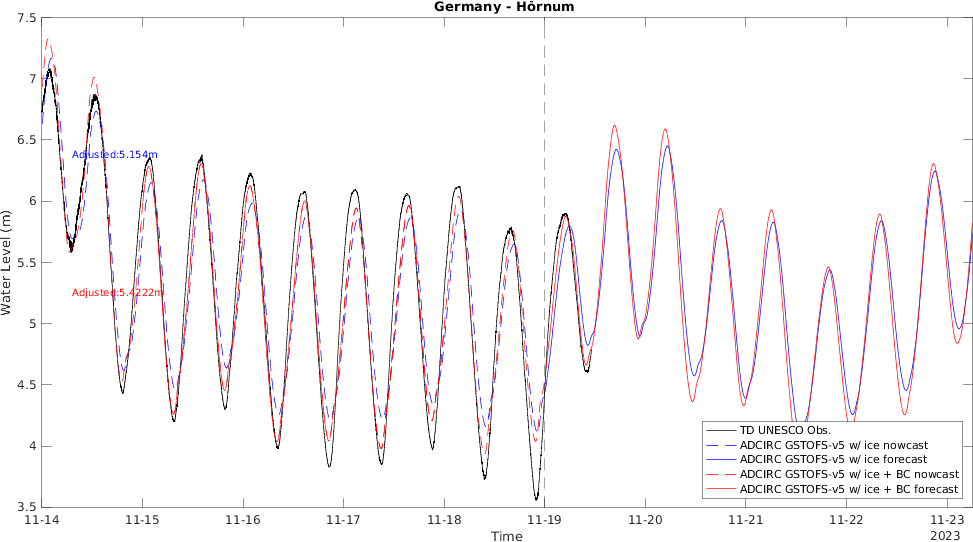 Germany - Hörnum
7.5
7
6.5
6
5.5
5
4.5
4
3.5
Water Level (m)
Adjusted:5.154m
Adjusted:5.4222m
TD UNESCO Obs.
ADCIRC GSTOFS-v5 w/ ice nowcast
ADCIRC GSTOFS-v5 w/ ice forecast
ADCIRC GSTOFS-v5 w/ ice + BC nowcast
ADCIRC GSTOFS-v5 w/ ice + BC forecast
11-14 11-15 11-16 11-17 11-18 11-19 11-20 11-21 11-22 11-23
2023
Time